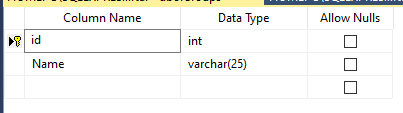 Column Name Data Type Allow Nulls
id int
Name varchar(25)